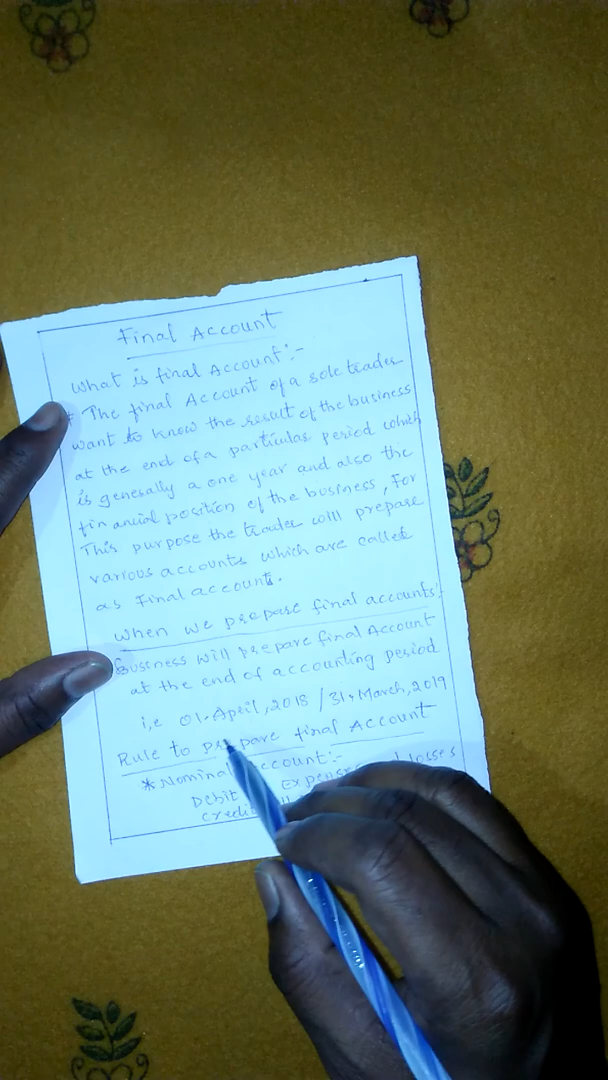 Final Account
What is final Account:-
* The final Account of a sole trader
want to know the result of the business
at the end of a particular period which
is generally a one year and also the
financial position of the business, For
This purpose the trader will prepare
various accounts which are called
as Final account.
When we prepare final accounts:-
Business will prepare final Account
at the end of accounting period
i,e 01.April,2018 / 31.March,2019
Rule to prepare final Account
*Nominal Account:-
Debit Expenses losses